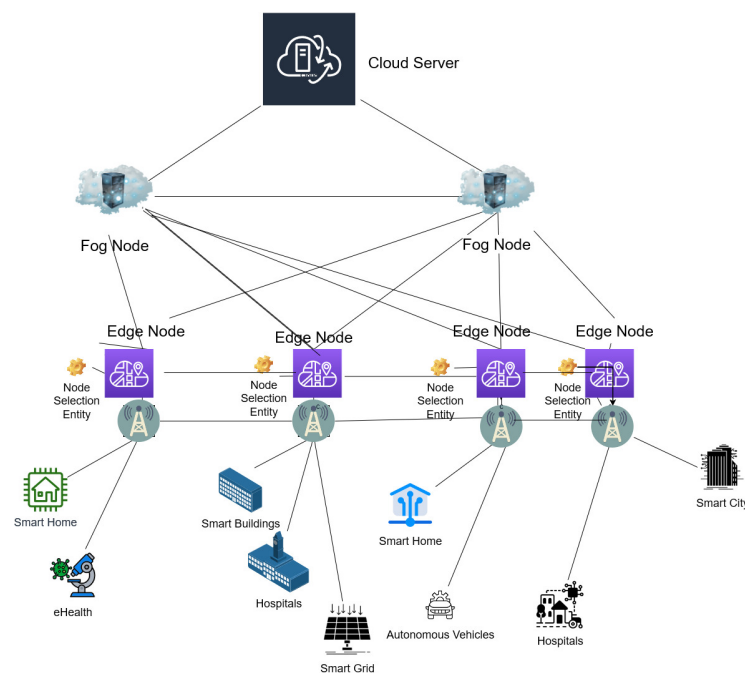 Cloud Server
Fog Node
Fog Node
Edge Node
Edge Node
Edge Node
Edge Node
Node
Selection
Entity
Node
Selection
Entity
Node
Selection
Entity
Node
Selection
Entity
Smart Home
eHealth
Smart Buildings
Hospitals
Smart Grid
Smart Home
Autonomous Vehicles
Hospitals
Smart City